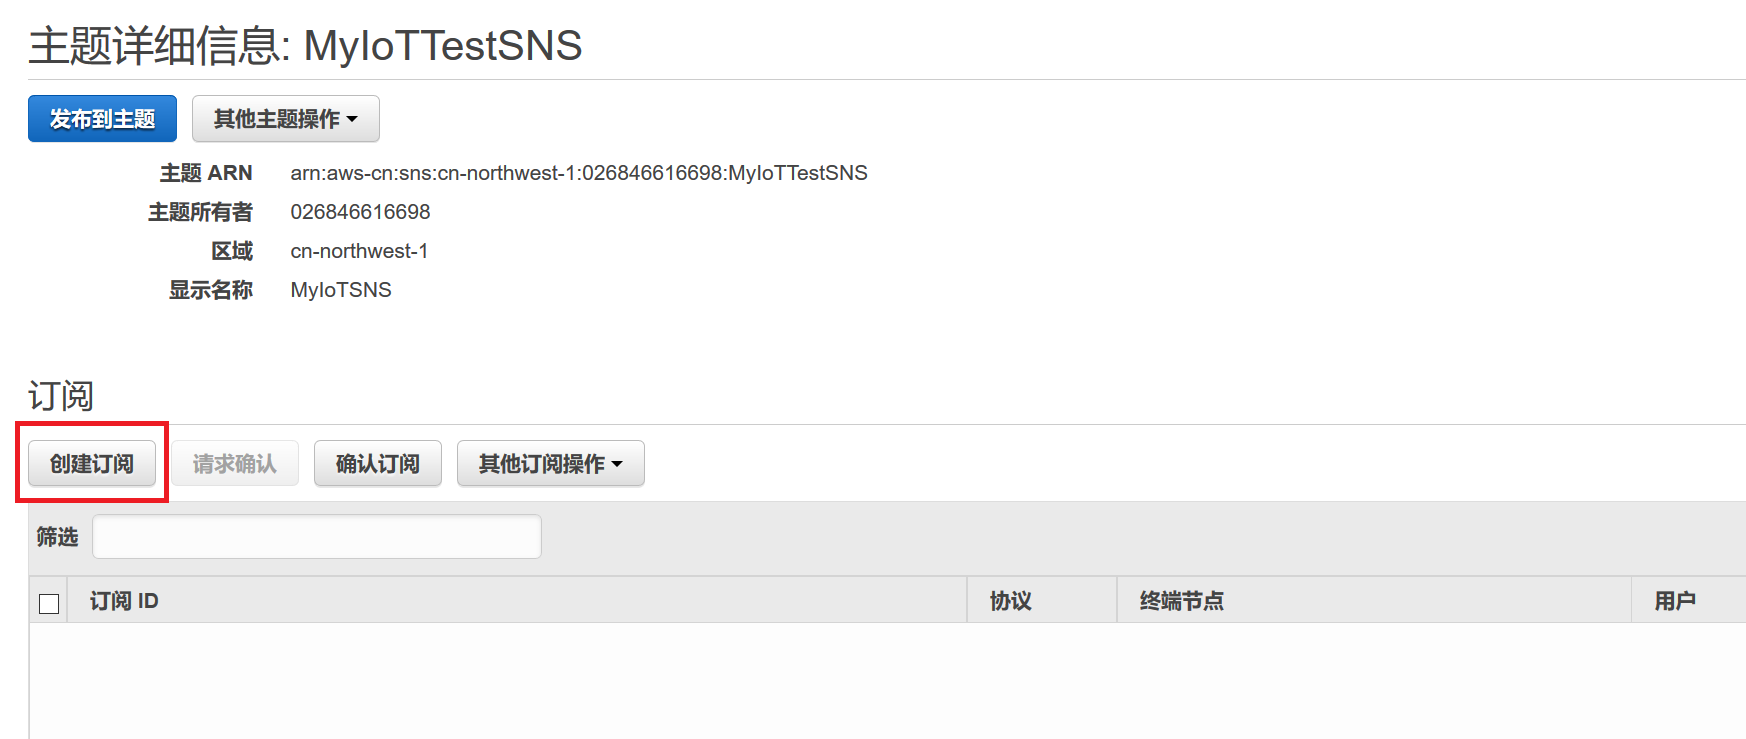 主题详细信息: MyIoTTestSNS
发布到主题 其他主题操作
主题 ARN arn:aws-cn:sns:cn-northwest-1:026846616698:MyIoTTestSNS
主题所有者 026846616698
区域 cn-northwest-1
显示名称 MyIoTSNS
订阅
创建订阅 请求确认 确认订阅 其他订阅操作
筛选
订阅 ID 协议 终端节点 用户